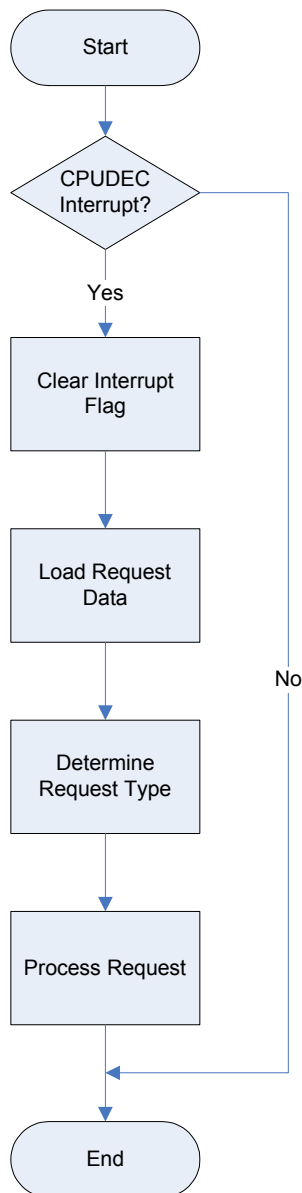 Start
CPUDEC
Interrupt?
Yes
Clear Interrupt
Flag
Load Request
Data
No
Determine
Request Type
Process Request
End